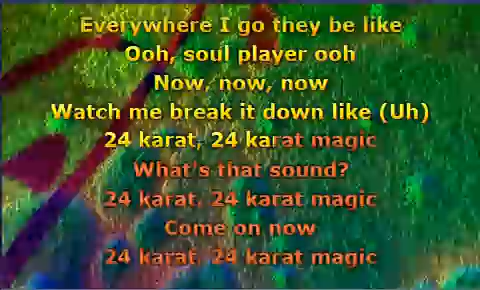 Everywhere I go they be like
Ooh, soul player ooh
Now, now, now
Watch me break it down like (Uh)
24 karat, 24 karat magic
What's that sound?
24 karat, 24 karat magic
Come on now
24 karat, 24 karat magic